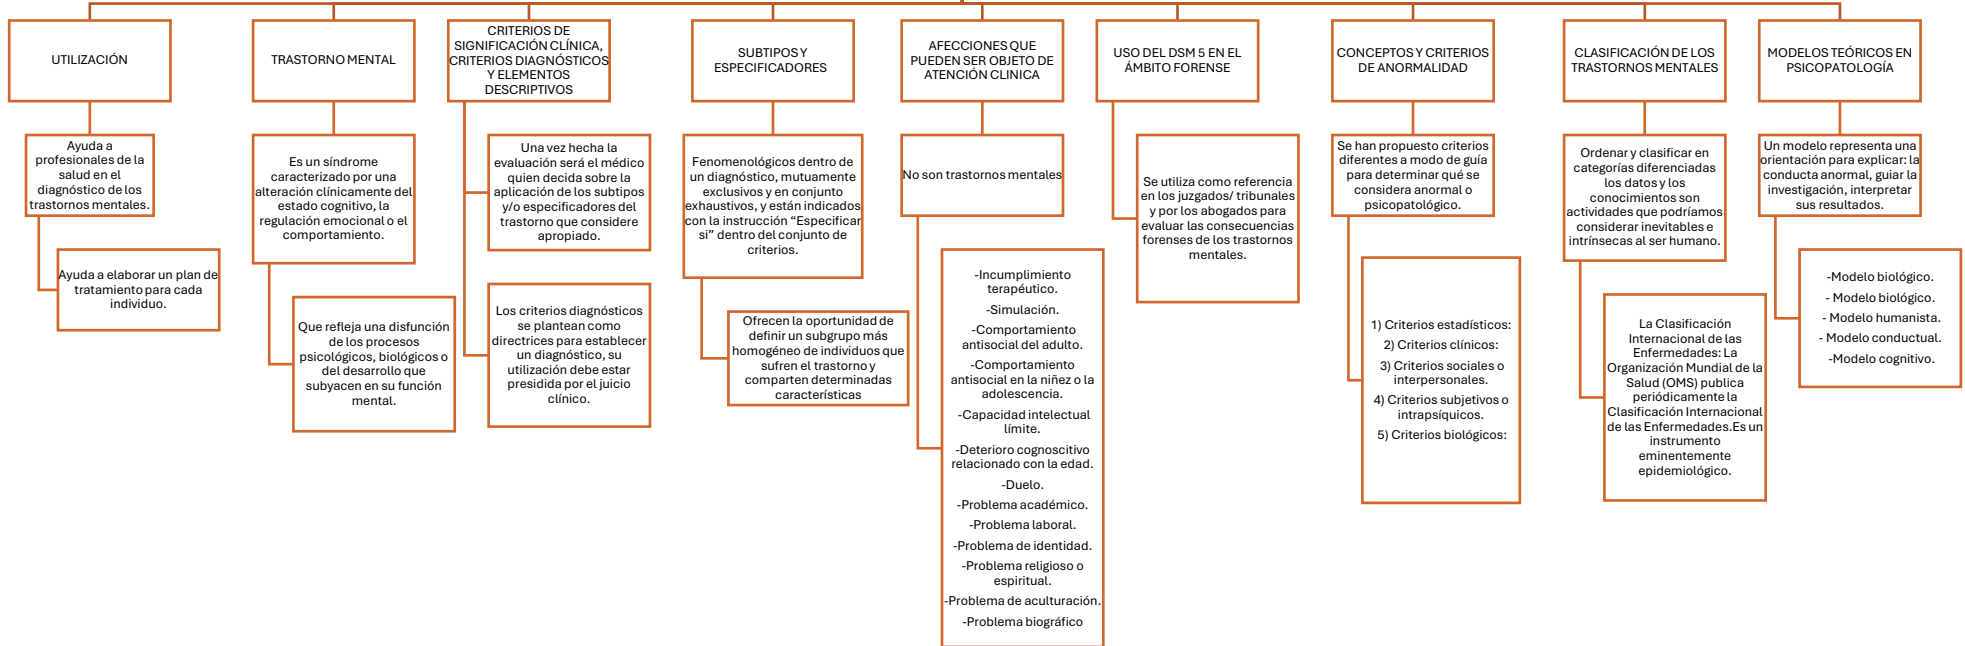 UTILIZACIÓN
Ayuda a
profesionales de la
salud en el
diagnóstico de los
trastornos mentales.
Ayuda a elaborar un plan de
tratamiento para cada
individuo.
TRASTORNO MENTAL
Es un síndrome
caracterizado por una
alteración clínicamente del
estado cognitivo, la
regulación emocional o el
comportamiento.
Que refleja una disfunción
de los procesos
psicológicos, biológicos o
del desarrollo que
subyacen en su función
mental.
CRITERIOS DE
SIGNIFICACIÓN CLÍNICA,
CRITERIOS DIAGNÓSTICOS
Y ELEMENTOS
DESCRIPTIVOS
Una vez hecha la
evaluación será el médico
quien decida sobre la
aplicación de los subtipos
y/o especificadores del
trastorno que considere
apropiado.
Los criterios diagnósticos
se plantean como
directrices para establecer
un diagnóstico, su
utilización debe estar
presidida por el juicio
clínico.
SUBTIPOS Y
ESPECIFICADORES
Fenomenológicos dentro de
un diagnóstico, mutuamente
exclusivos y en conjunto
exhaustivos, y están indicados
con la instrucción “Especificar
si” dentro del conjunto de
criterios.
Ofrecen la oportunidad de
definir un subgrupo más
homogéneo de individuos que
sufren el trastorno y
comparten determinadas
características
AFECCIONES QUE
PUEDEN SER OBJETO DE
ATENCIÓN CLINICA
No son trastornos mentales
-Incumplimiento
terapéutico.
-Simulación.
-Comportamiento
antisocial del adulto.
-Comportamiento
antisocial en la niñez o la
adolescencia.
-Capacidad intelectual
límite.
-Deterioro cognoscitivo
relacionado con la edad.
-Duelo.
-Problema académico.
-Problema laboral.
-Problema de identidad.
-Problema religioso o
espiritual.
-Problema de aculturación.
-Problema biográfico
USO DEL DSM 5 EN EL
ÁMBITO FORENSE
Se utiliza como referencia
en los juzgados/ tribunales
y por los abogados para
evaluar las consecuencias
forenses de los trastornos
mentales.
CONCEPTOS Y CRITERIOS
DE ANORMALIDAD
Se han propuesto criterios
diferentes a modo de guía
para determinar qué se
considera anormal o
psicopatológico.
1) Criterios estadísticos:
2) Criterios clínicos:
3) Criterios sociales o
interpersonales.
4) Criterios subjetivos o
intrapsíquicos.
5) Criterios biológicos:
CLASIFICACIÓN DE LOS
TRASTORNOS MENTALES
Ordenar y clasificar en
categorías diferenciadas
los datos y los
conocimientos son
actividades que podríamos
considerar inevitables e
intrínsecas al ser humano.
La Clasificación
Internacional de las
Enfermedades: La
Organización Mundial de la
Salud (OMS) publica
periódicamente la
Clasificación Internacional
de las Enfermedades.Es un
instrumento
eminentemente
epidemiológico.
MODELOS TEÓRICOS EN
PSICOPATOLOGÍA
Un modelo representa una
orientación para explicar: la
conducta anormal, guiar la
investigación, interpretar
sus resultados.
-Modelo biológico.
- Modelo biológico.
- Modelo humanista.
- Modelo conductual.
-Modelo cognitivo.